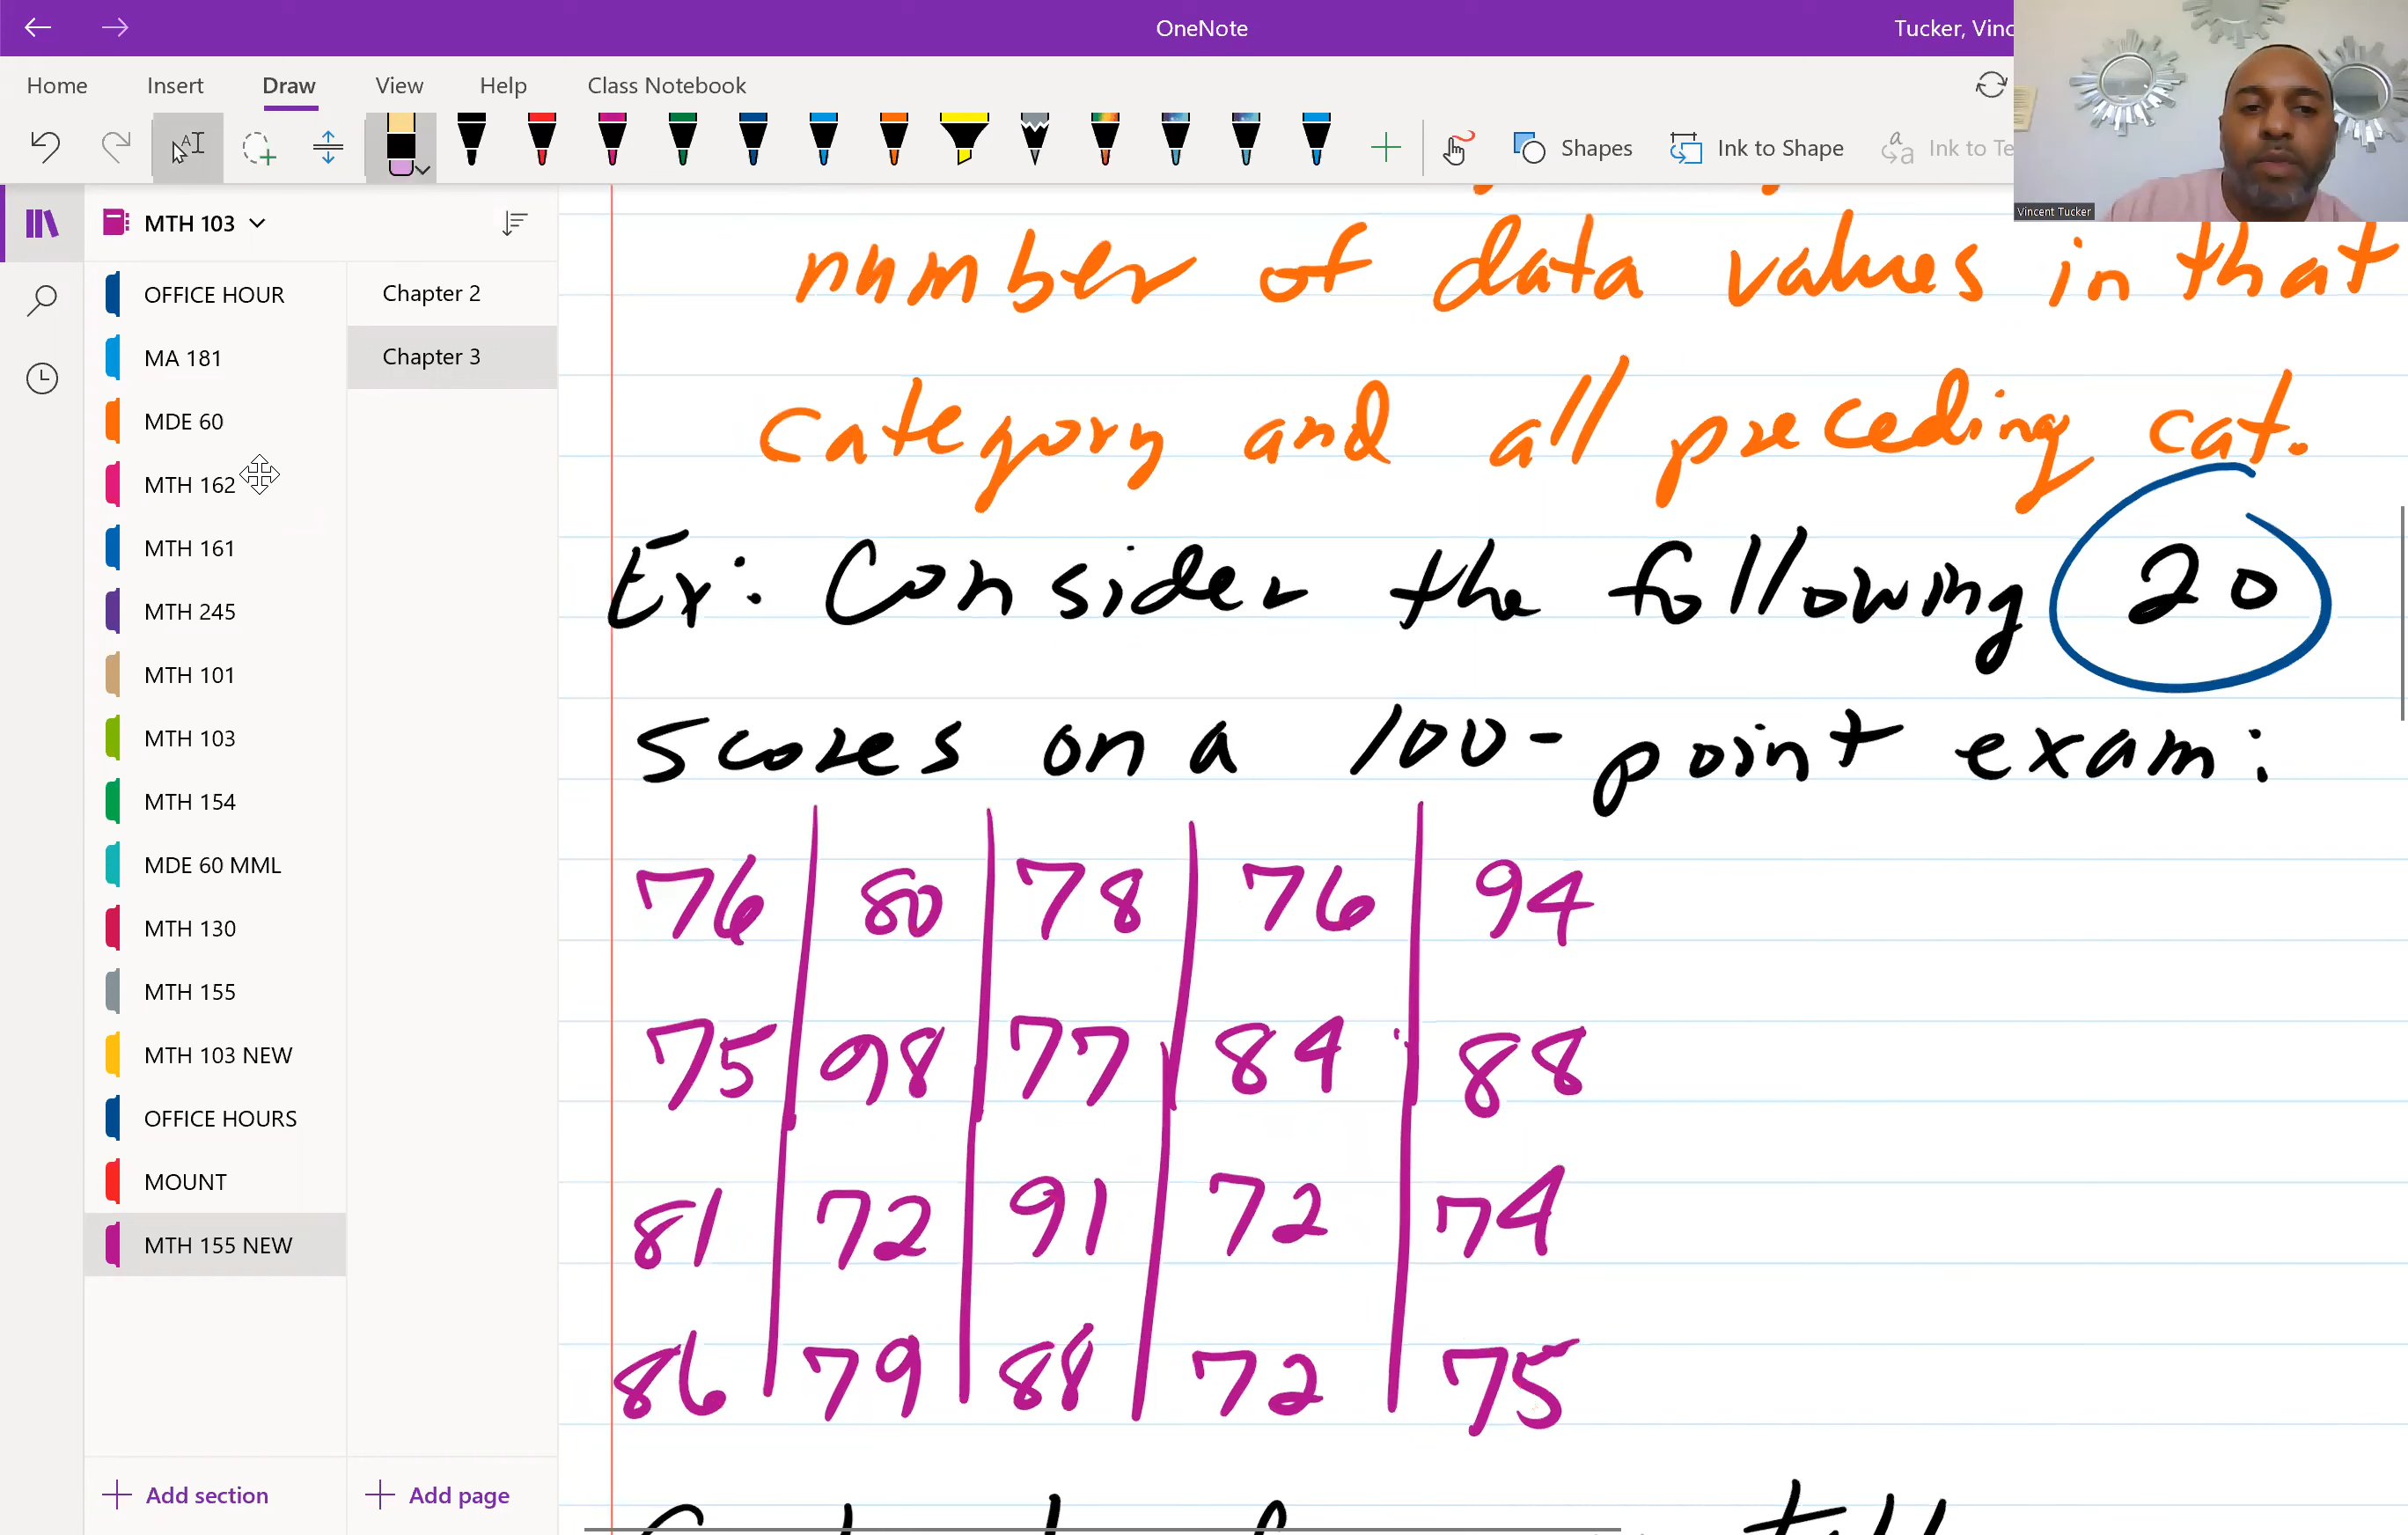 OneNote
Tucker, Vinc
Home Insert Draw View Help Class Notebook
Shapes Ink to Shape Ink to Te
Vincent Tucker
MTH 103
OFFICE HOUR
MA 181
MDE 60
MTH 162
MTH 161
MTH 245
MTH 101
MTH 103
MTH 154
MDE 60 MML
MTH 130
MTH 155
MTH 103 NEW
OFFICE HOURS
MOUNT
MTH 155 NEW
Add section
Chapter 2
Chapter 3
Add page
number of data values in that
category and all preceding cat.
Ex: Consider the following 20
scores on a 100-point exam:
76 80 78 76 94
75 98 77 84 88
81 72 91 72 74
86 79 88 72 75